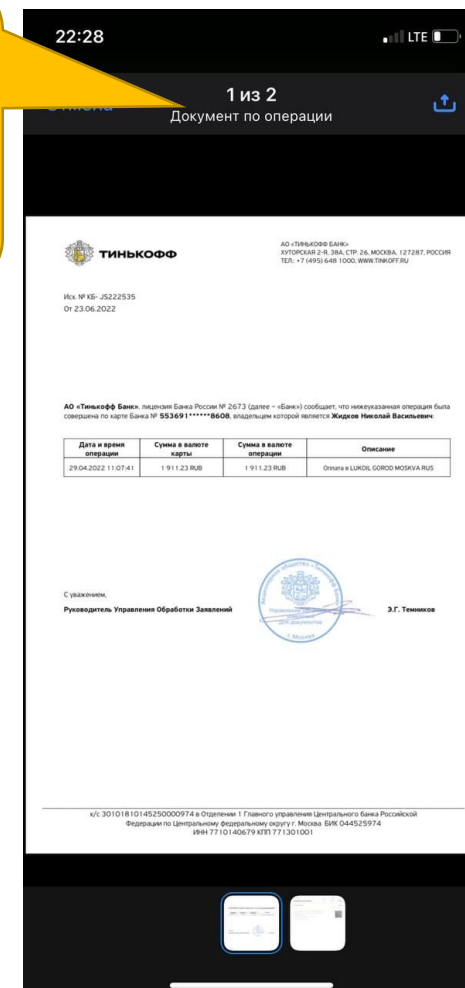 22:28
LTE
1 из 2
Документ по операции
ТИНЬКОФФ
АО «ТИНЬКОФФ БАНК»
ХУТОРСКАЯ 2-Я, 38А, СТР. 26, МОСКВА, 127287, РОССИЯ
ТЕЛ.: +7 (495) 648 1000, WWW.TINKOFF.RU
Исх. № КБ- JS222535
От 23.06.2022
АО «Тинькофф Банк», лицензия Банка России № 2673 (далее – «Банк») сообщает, что нижеуказанная операция была
совершена по карте Банка № 553691******8608, владельцем которой является Жидков Николай Васильевич:
Дата и время операции Сумма в валюте карты Сумма в валюте операции Описание
29.04.2022 11:07:41 1 911.23 RUB 1 911.23 RUB Оплата в LUKOIL GOROD MOSKVA RUS
С уважением,
Руководитель Управления Обработки Заявлений Э.Г. Темников
г. Москва
к/с 30101810145250000974 в Отделении 1 Главного управления Центрального банка Российской
Федерации по Центральному федеральному округу г. Москва БИК 044525974
ИНН 7710140679 КПП 771301001